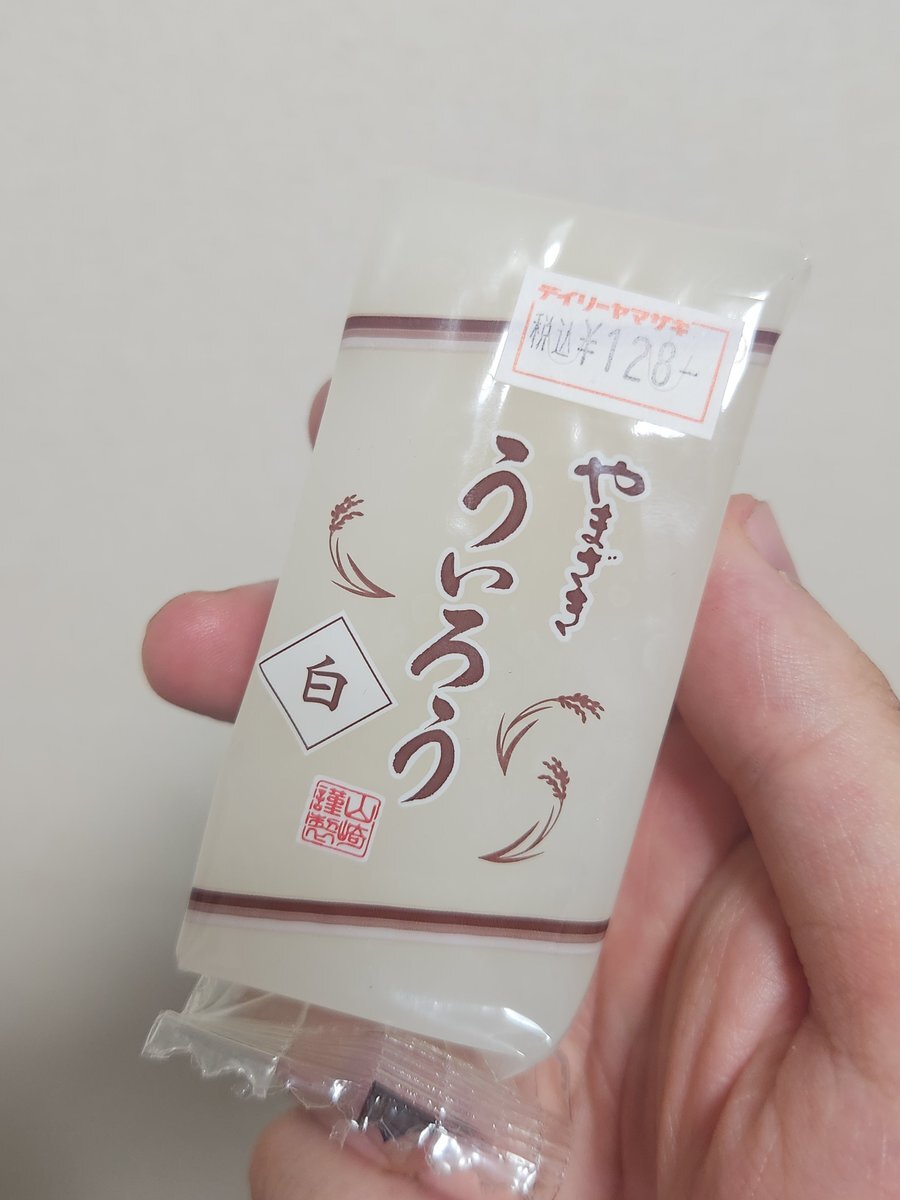 デイリーヤマザキ
税込¥128-
やまざき
ういろう
白
山崎
謹製